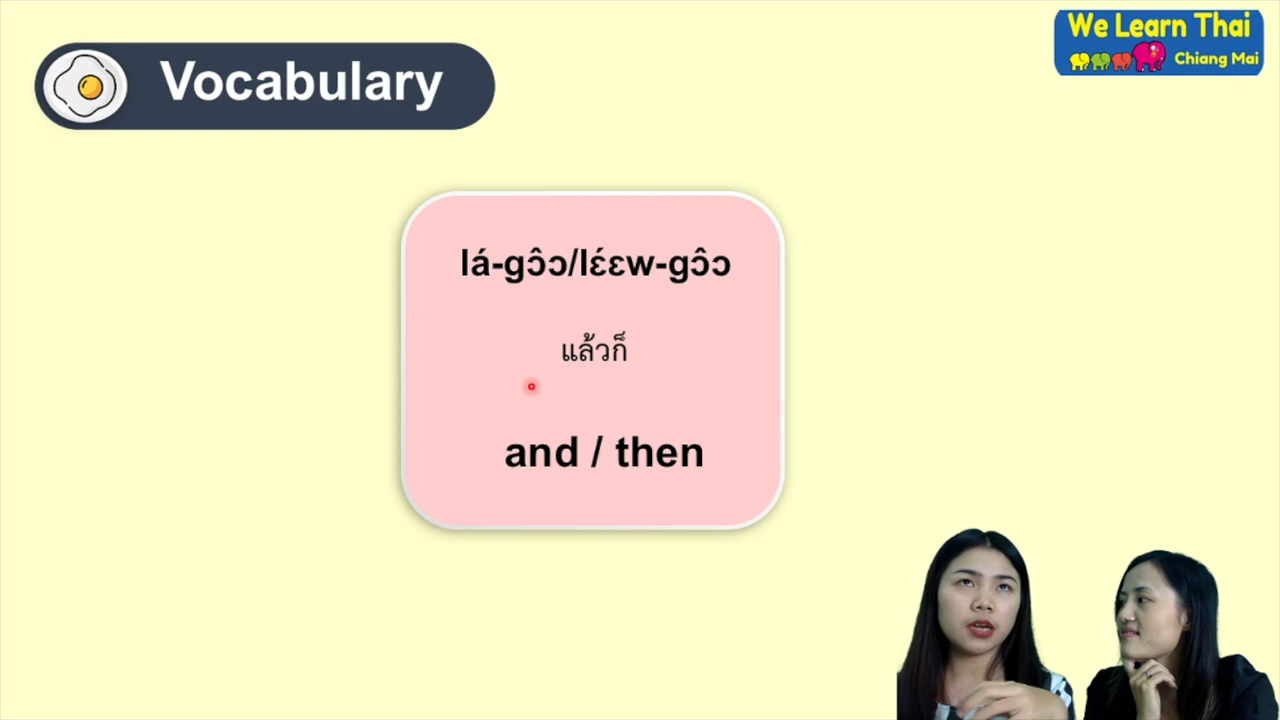 We Learn Thai
Chiang Mai
Vocabulary
lá-gɔ̂ɔ/lɛ́ɛw-gɔ̂ɔ
แล้วก็
and / then